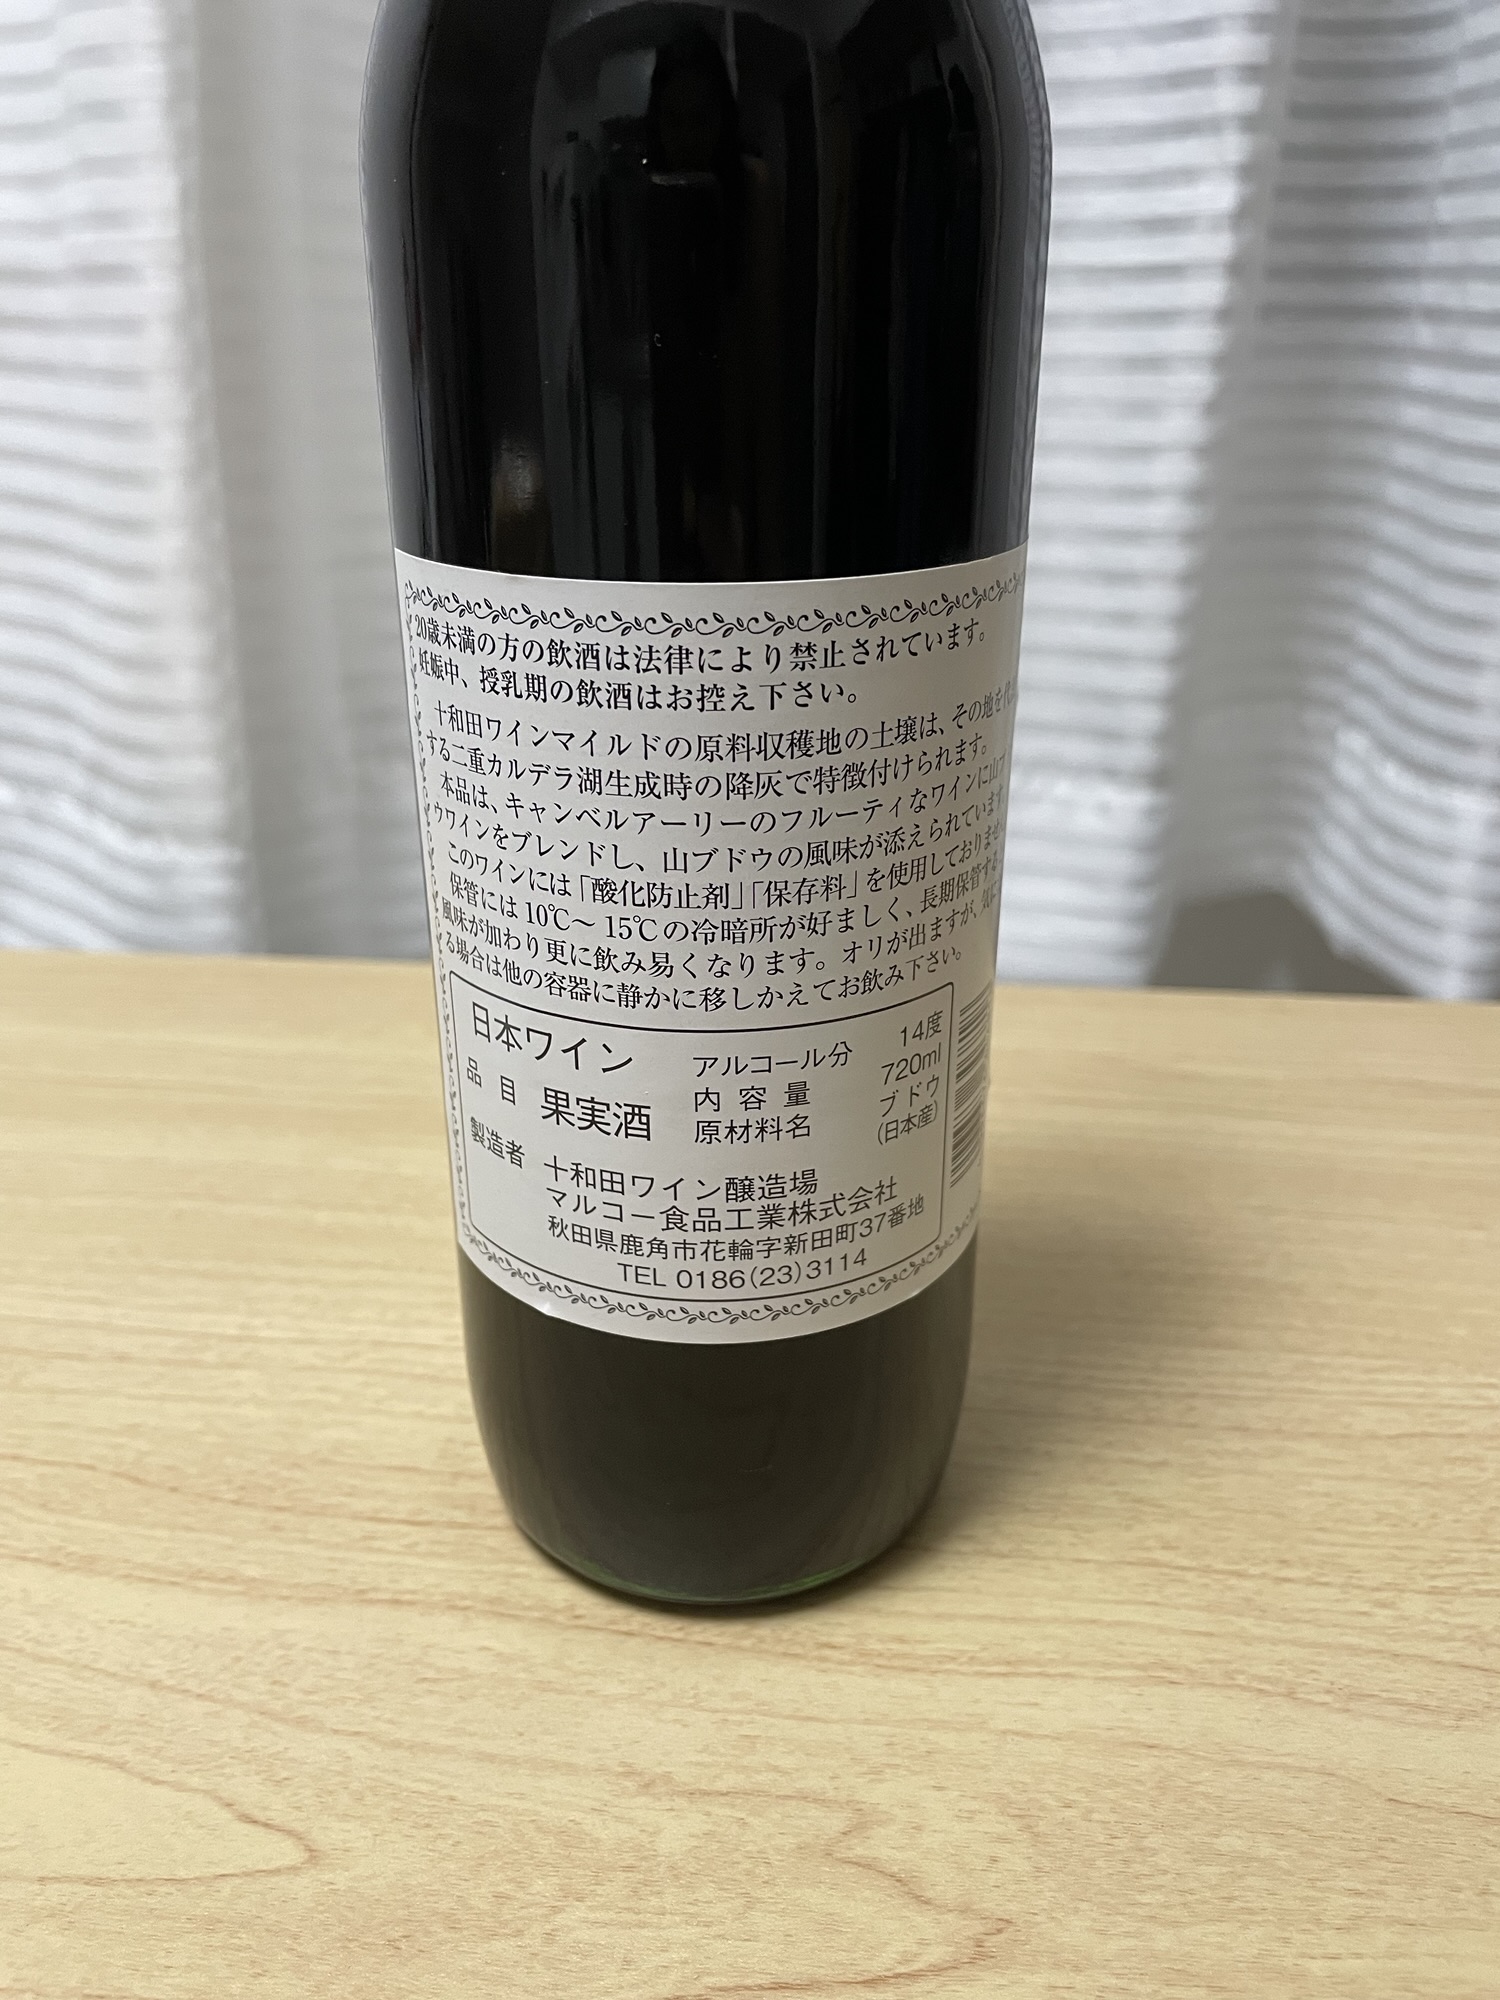 20歳未満の方の飲酒は法律により禁止されています。
妊娠中、授乳期の飲酒はお控え下さい。
十和田ワインマイルドの原料収穫地の土壌は、その地を代
する二重カルデラ湖生成時の降灰で特徴付けられます。
本品は、キャンベルアーリーのフルーティなワインに山ブ
ウワインをブレンドし、山ブドウの風味が添えられています
このワインには「酸化防止剤」「保存料」を使用しておりません
保管には10℃〜15℃の冷暗所が好ましく、長期保管する
風味が加わり更に飲み易くなります。オリが出ますが、気に
る場合は他の容器に静かに移しかえてお飲み下さい。
日本ワイン
品目 果実酒
アルコール分 14度
内容量 720ml
原材料名 ブドウ
(日本産)
製造者 十和田ワイン醸造場
マルコー食品工業株式会社
秋田県鹿角市花輪字新田町37番地
TEL 0186(23)3114